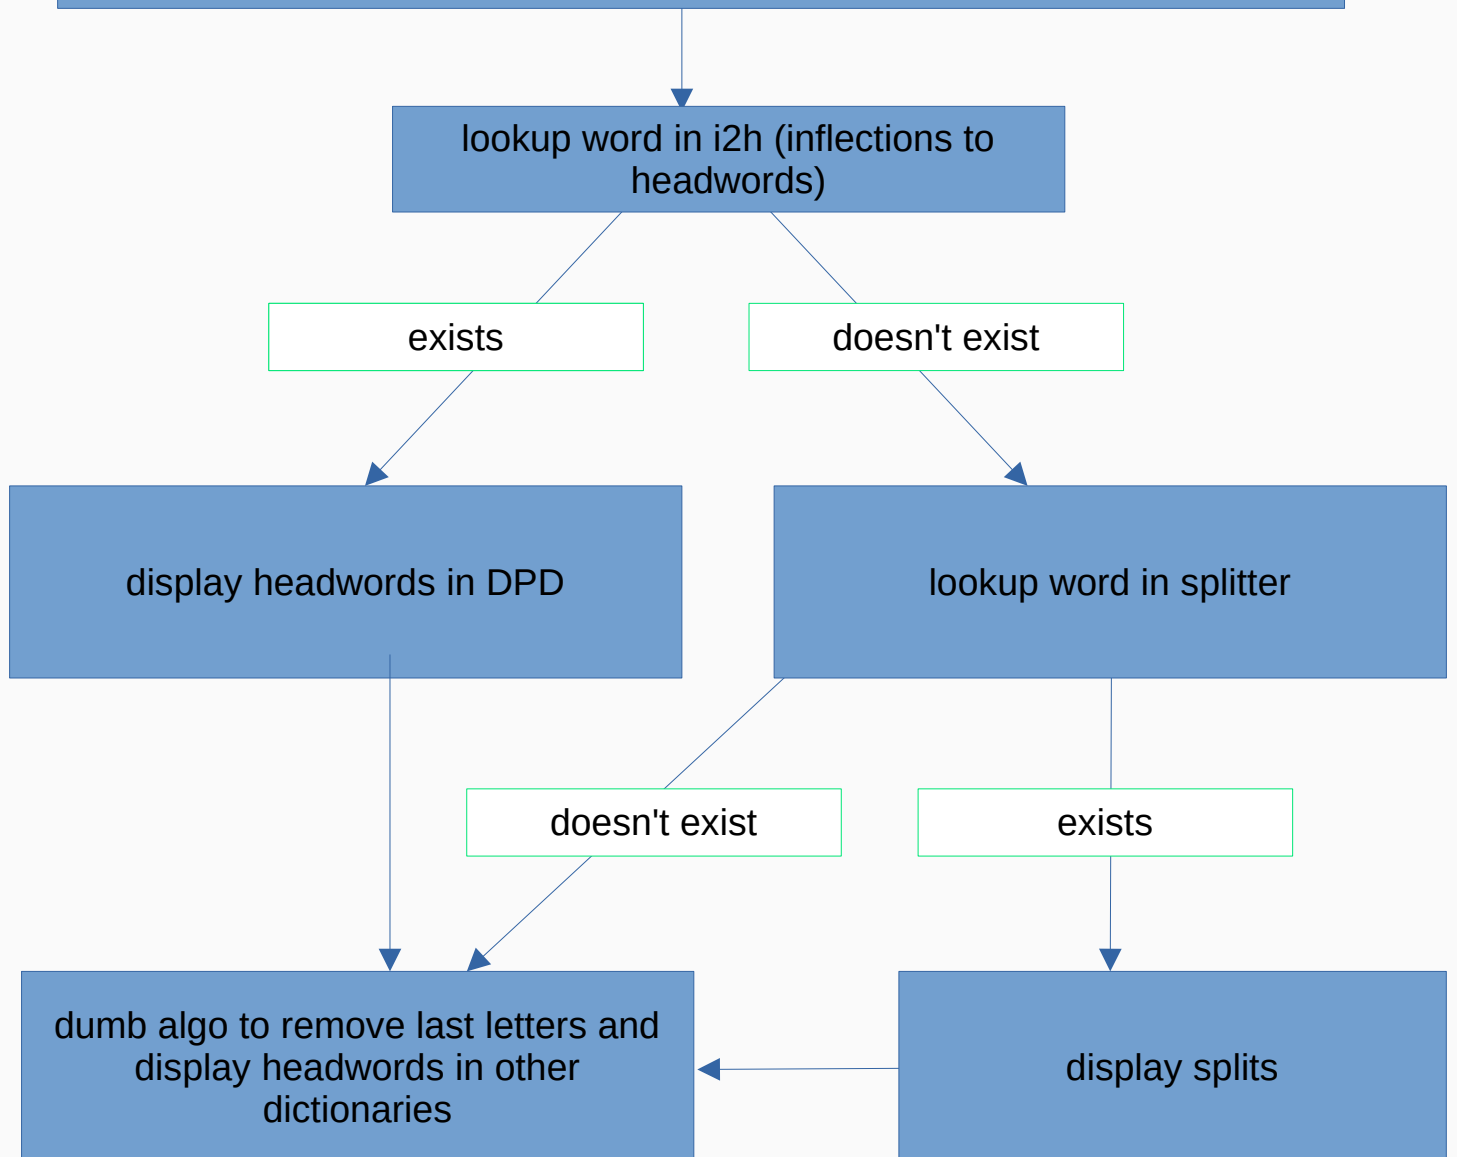 lookup word in i2h (inflections to
headwords)
exists
doesn't exist
display headwords in DPD
lookup word in splitter
doesn't exist
exists
dumb algo to remove last letters and
display headwords in other
dictionaries
display splits